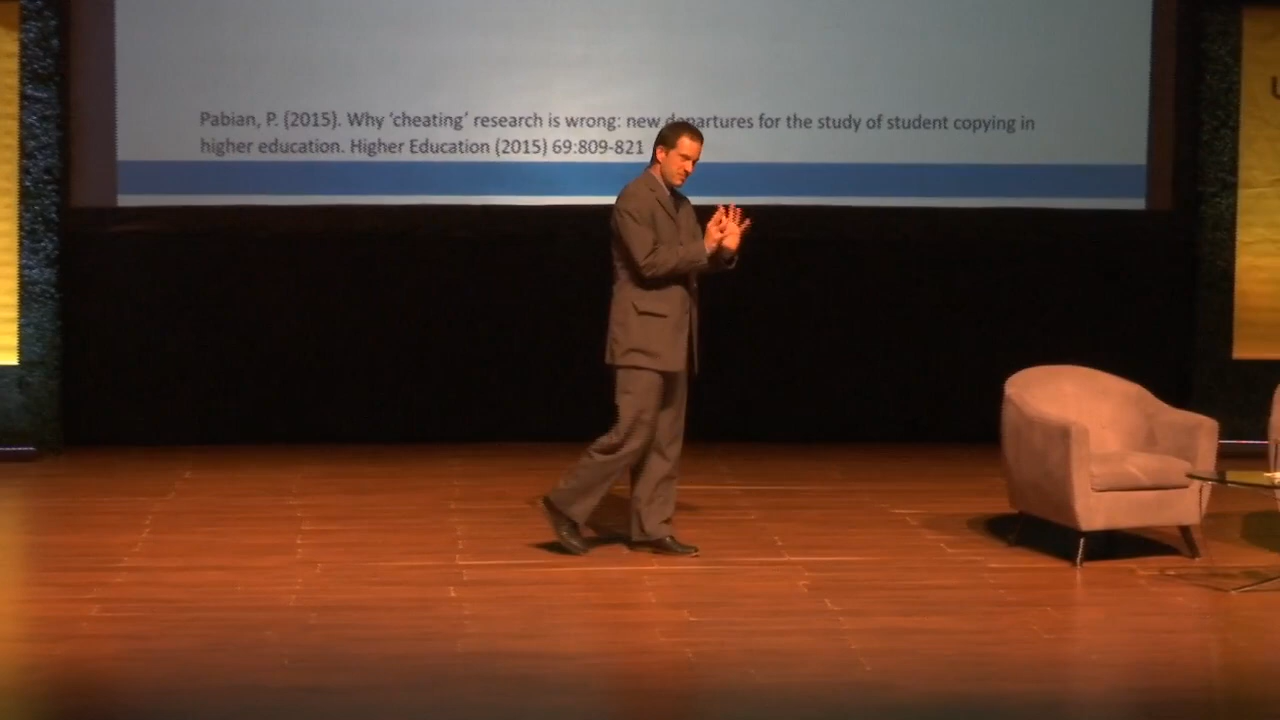 Pabian, P. (2015). Why ‘cheating’ research is wrong: new departures for the study of student copying in
higher education. Higher Education (2015) 69:809-821